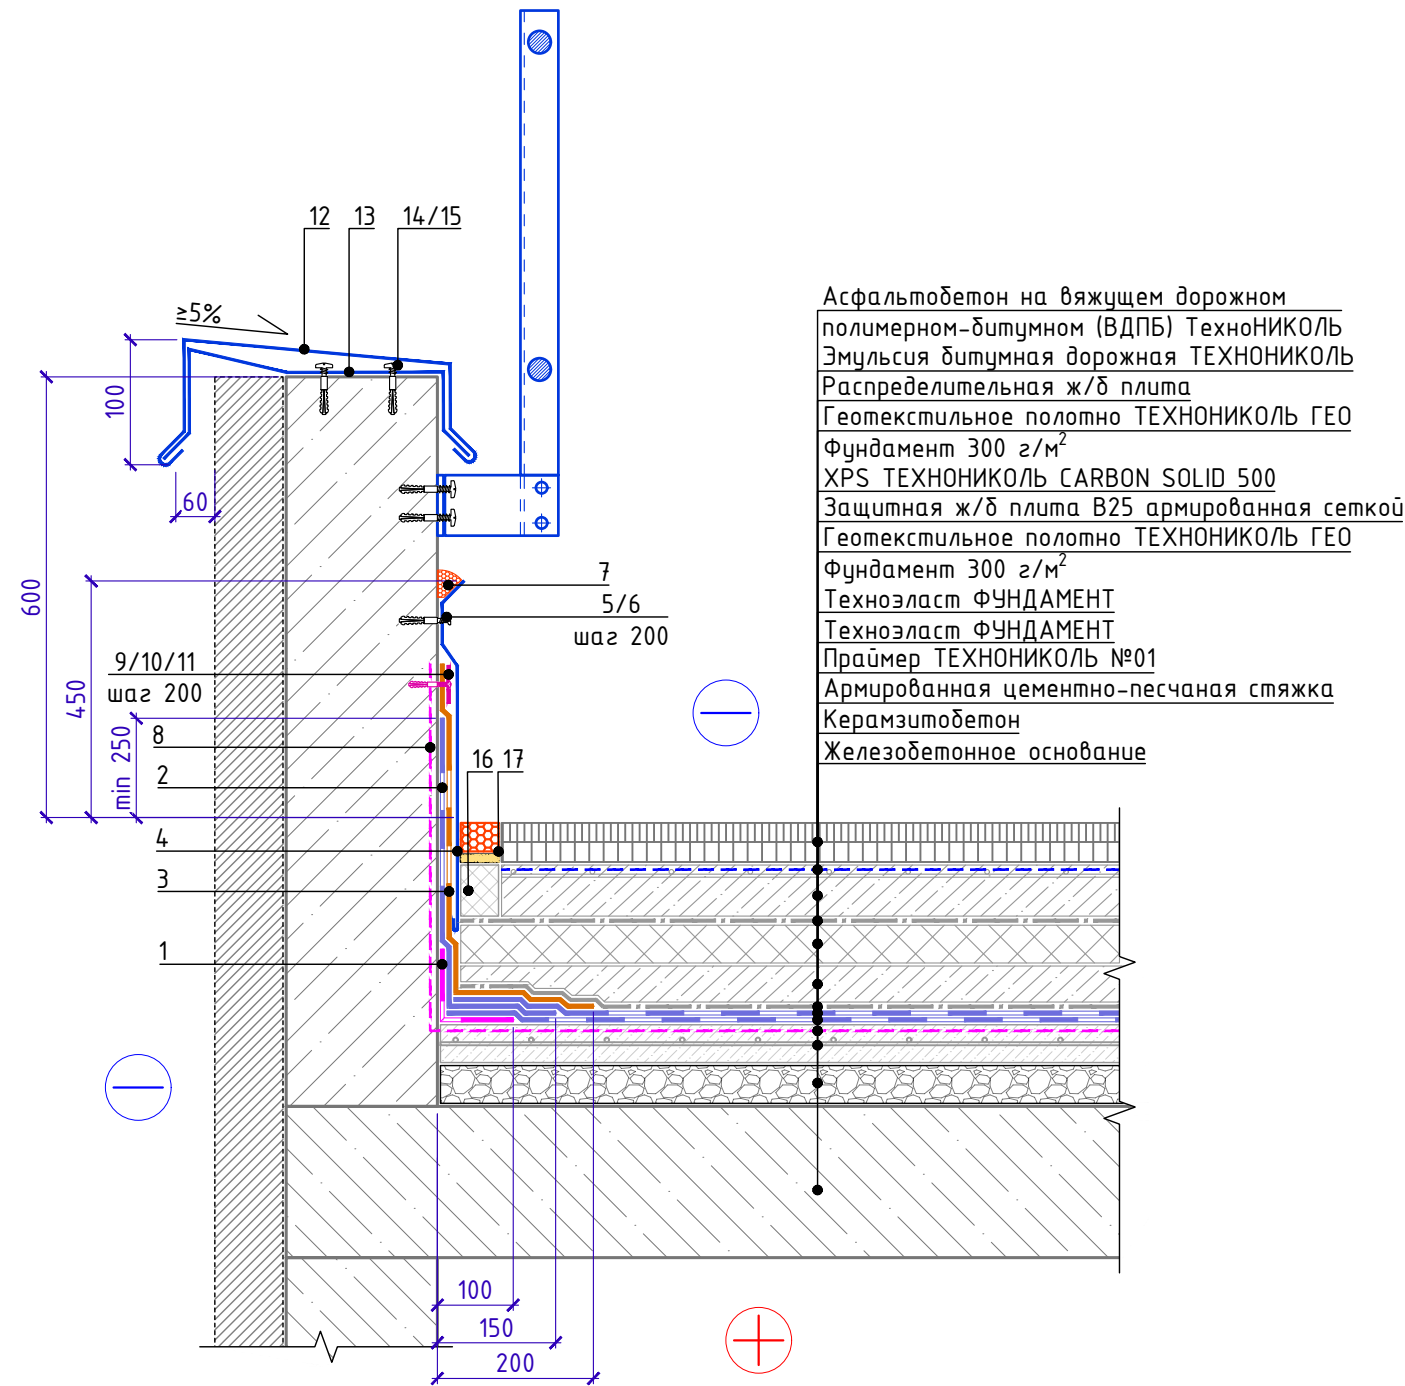 12
13
14/15
≥5%
100
60
600
450
min 250
7
5/6
шаг 200
9/10/11
шаг 200
8
2
4
3
1
16
17
Асфальтобетон на вяжущем дорожном
полимерном-битумном (ВДПБ) ТехноНИКОЛЬ
Эмульсия битумная дорожная ТЕХНОНИКОЛЬ
Распределительная ж/б плита
Геотекстильное полотно ТЕХНОНИКОЛЬ ГЕО
Фундамент 300 г/м²
XPS ТЕХНОНИКОЛЬ CARBON SOLID 500
Защитная ж/б плита В25 армированная сеткой
Геотекстильное полотно ТЕХНОНИКОЛЬ ГЕО
Фундамент 300 г/м²
Техноэласт ФУНДАМЕНТ
Техноэласт ФУНДАМЕНТ
Праймер ТЕХНОНИКОЛЬ №01
Армированная цементно-песчаная стяжка
Керамзитобетон
Железобетонное основание
100
150
200